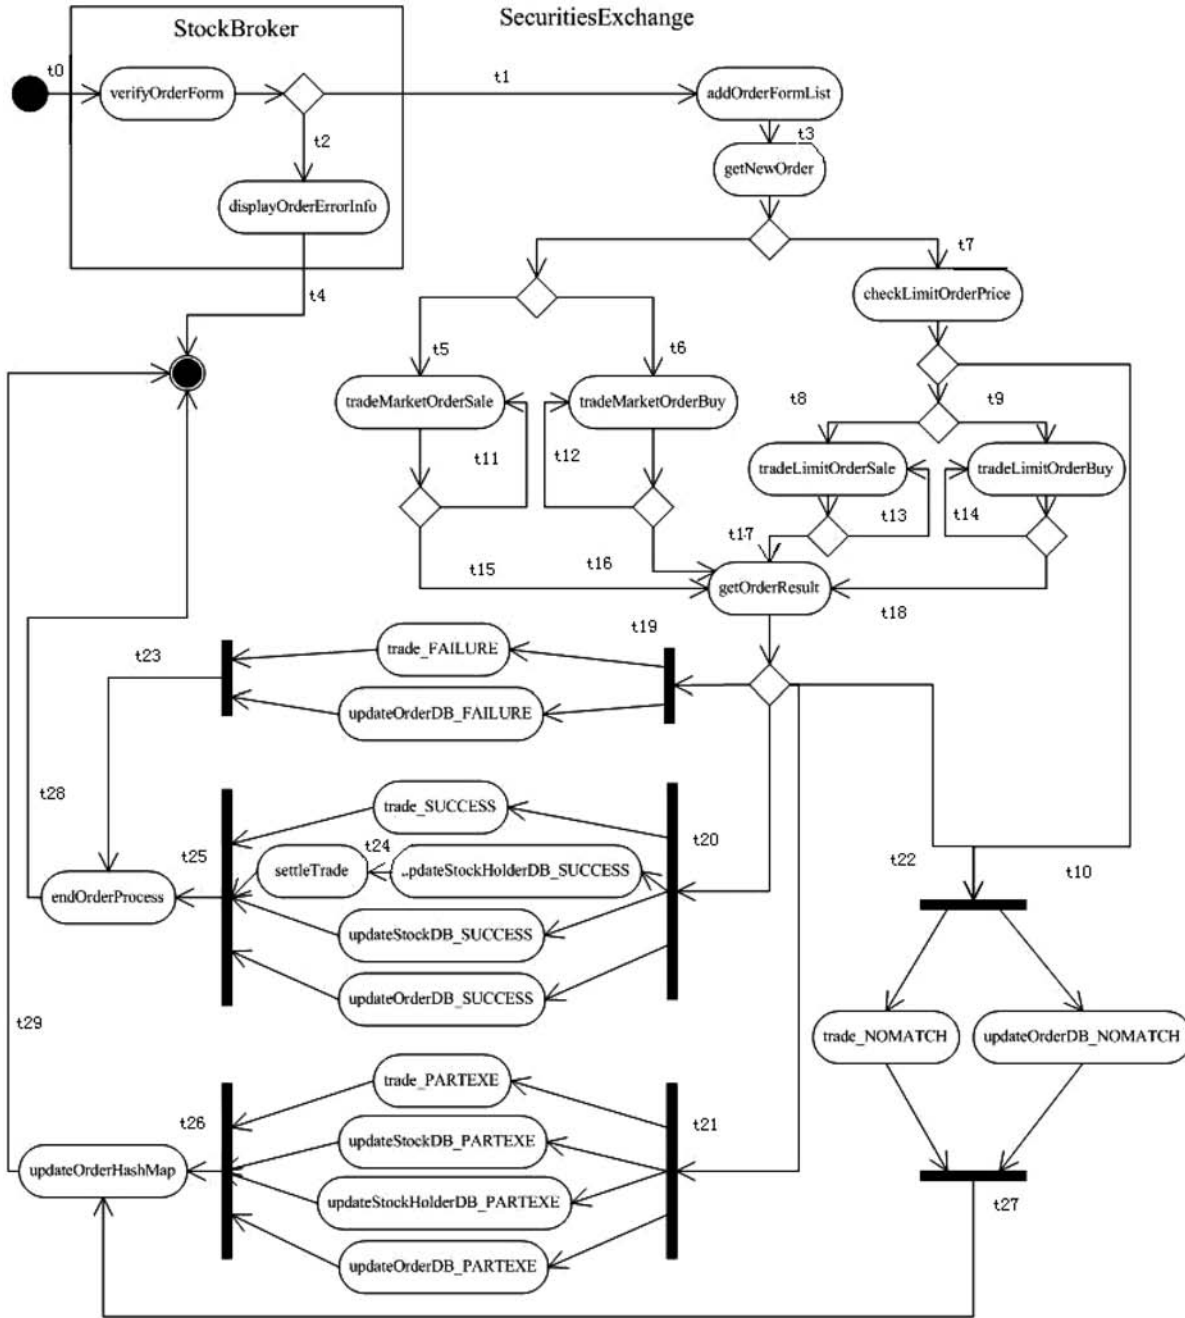 SecuritiesExchange
StockBroker
t0
verifyOrderForm
t1
addOrderFormList
t2
t3
getNewOrder
displayOrderErrorInfo
t4
t7
checkLimitOrderPrice
t5
t6
tradeMarketOrderSale
tradeMarketOrderBuy
t8
t9
t11
t12
tradeLimitOrderSale
tradeLimitOrderBuy
t13
t14
t17
t15
t16
getOrderResult
t18
t19
t23
trade_FAILURE
updateOrderDB_FAILURE
t28
trade_SUCCESS
t20
t25
t24
settleTrade
..pdateStockHolderDB_SUCCESS
t22
t10
endOrderProcess
updateStockDB_SUCCESS
updateOrderDB_SUCCESS
t29
trade_NOMATCH
updateOrderDB_NOMATCH
trade_PARTEXE
t26
t21
updateStockDB_PARTEXE
updateOrderHashMap
updateStockHolderDB_PARTEXE
t27
updateOrderDB_PARTEXE